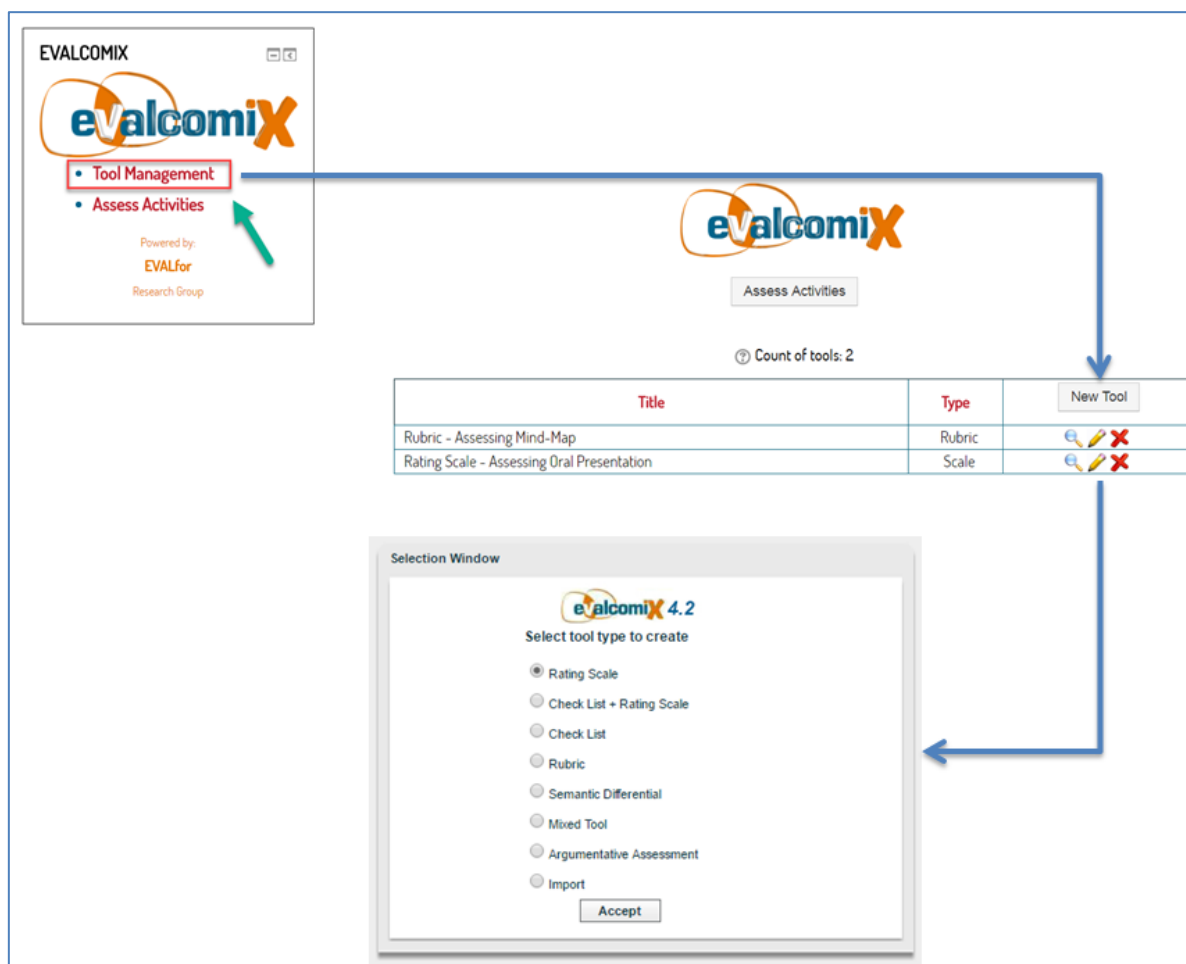 EVALCOMIX
evalcomiX
Tool Management
Assess Activities
Powered by:
EVALfor
Research Group
evalcomiX
Assess Activities
Count of tools: 2
Title Type New Tool
Rubric - Assessing Mind-Map Rubric
Rating Scale - Assessing Oral Presentation Scale
Selection Window
evalcomiX 4.2
Select tool type to create
Rating Scale
Check List + Rating Scale
Check List
Rubric
Semantic Differential
Mixed Tool
Argumentative Assessment
Import
Accept